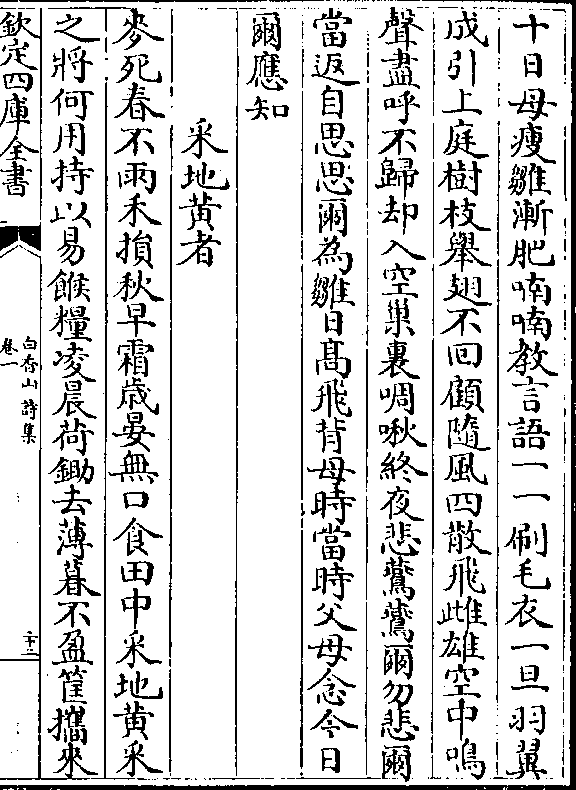 十日母瘦雛漸肥喃喃教言語一一刷毛衣一旦羽翼
成引上庭樹枝舉翅不回顧隨風四散飛雌雄空中鳴
聲盡呼不歸却入空巢裏啁啾終夜悲鷰鷰爾勿悲爾
當返自思思爾為雛日髙飛背母時當時父母念今日
爾應知
采地黃者
麥死春不雨禾損秋早霜歳晏無口食田中采地黃采
之將何用持以易餱糧凌晨荷鋤去薄暮不盈筐攜來
欽定四庫全書
白香山詩集
卷一